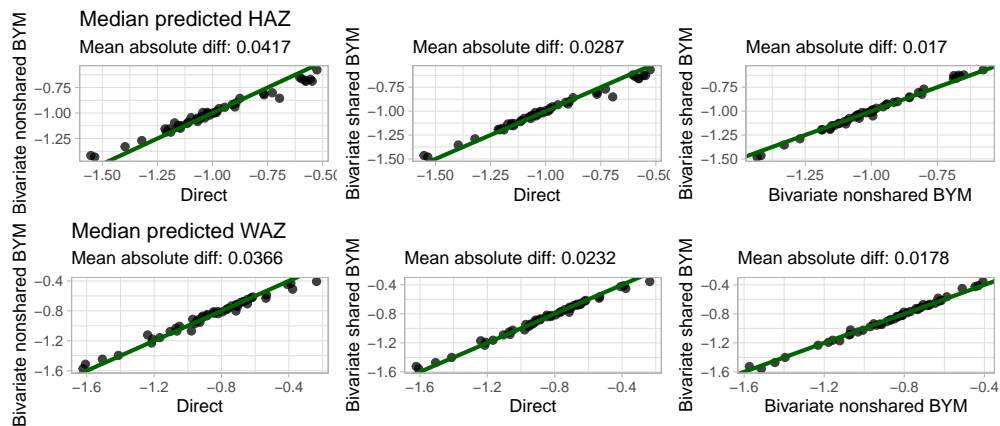 Median predicted HAZ
Mean absolute diff: 0.0417
Mean absolute diff: 0.0287
Mean absolute diff: 0.017
Bivariate nonshared BYM
−0.75
−1.00
−1.25
−1.50 −1.25 −1.00 −0.75 −0.50
Direct
Bivariate shared BYM
−0.75
−1.00
−1.25
−1.50
−1.50 −1.25 −1.00 −0.75 −0.50
Direct
Bivariate shared BYM
−0.75
−1.00
−1.25
−1.50
−1.25 −1.00 −0.75
Bivariate nonshared BYM
Median predicted WAZ
Mean absolute diff: 0.0366
Mean absolute diff: 0.0232
Mean absolute diff: 0.0178
Bivariate nonshared BYM
−0.4
−0.8
−1.2
−1.6
−1.6 −1.2 −0.8 −0.4
Direct
Bivariate shared BYM
−0.4
−0.8
−1.2
−1.6
−1.6 −1.2 −0.8 −0.4
Direct
Bivariate shared BYM
−0.4
−0.8
−1.2
−1.6
−1.6 −1.2 −0.8 −0.4
Bivariate nonshared BYM